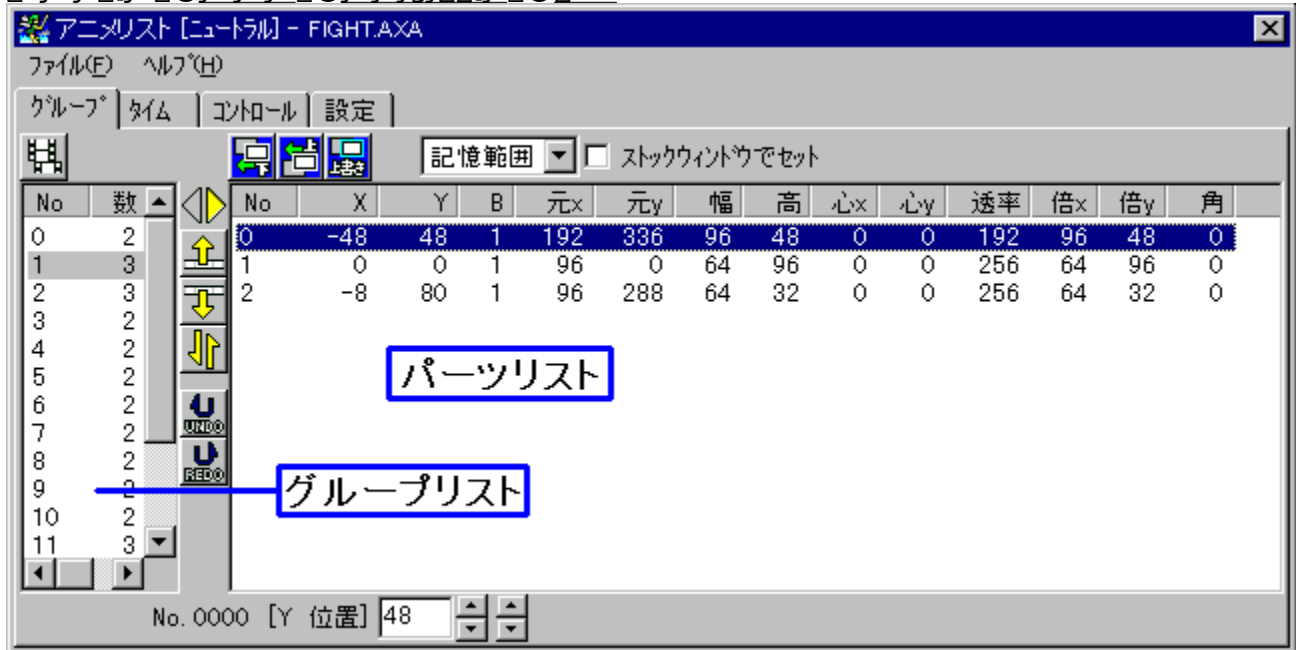 アニメリスト [ニュートラル] - FIGHT.AXA
ファイル(F) ヘルプ(H)
グループ タイム コントロール 設定
下 上 上書き 記憶範囲 ストックウィンドウでセット
No 数 No X Y B 元x 元y 幅 高 心x 心y 透率 倍x 倍y 角
0 2 0 -48 48 1 192 336 96 48 0 0 192 96 48 0
1 3 1 0 0 1 96 0 64 96 0 0 256 64 96 0
2 3 2 -8 80 1 96 288 64 32 0 0 256 64 32 0
3 2
4 2
パーツリスト
5 2
6 2
UNDO
7 2
8 2
REDO
9 2
グループリスト
10 2
11 3
No. 0000 [Y 位置] 48